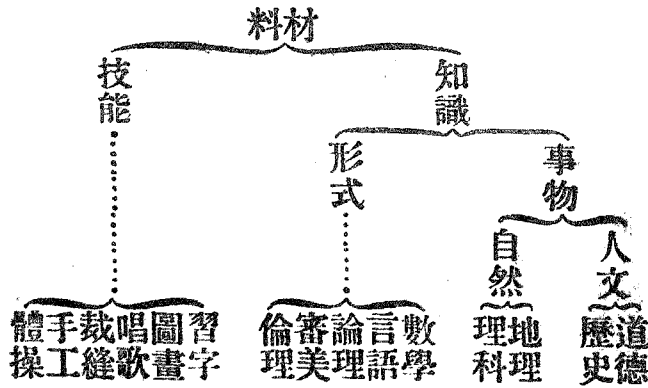 材料
知識
技能
事物
形式
人文
自然
道德
歷史
地理
理科
數學
言語
論理
審美
倫理
習字
圖畫
唱歌
裁縫
手工
體操